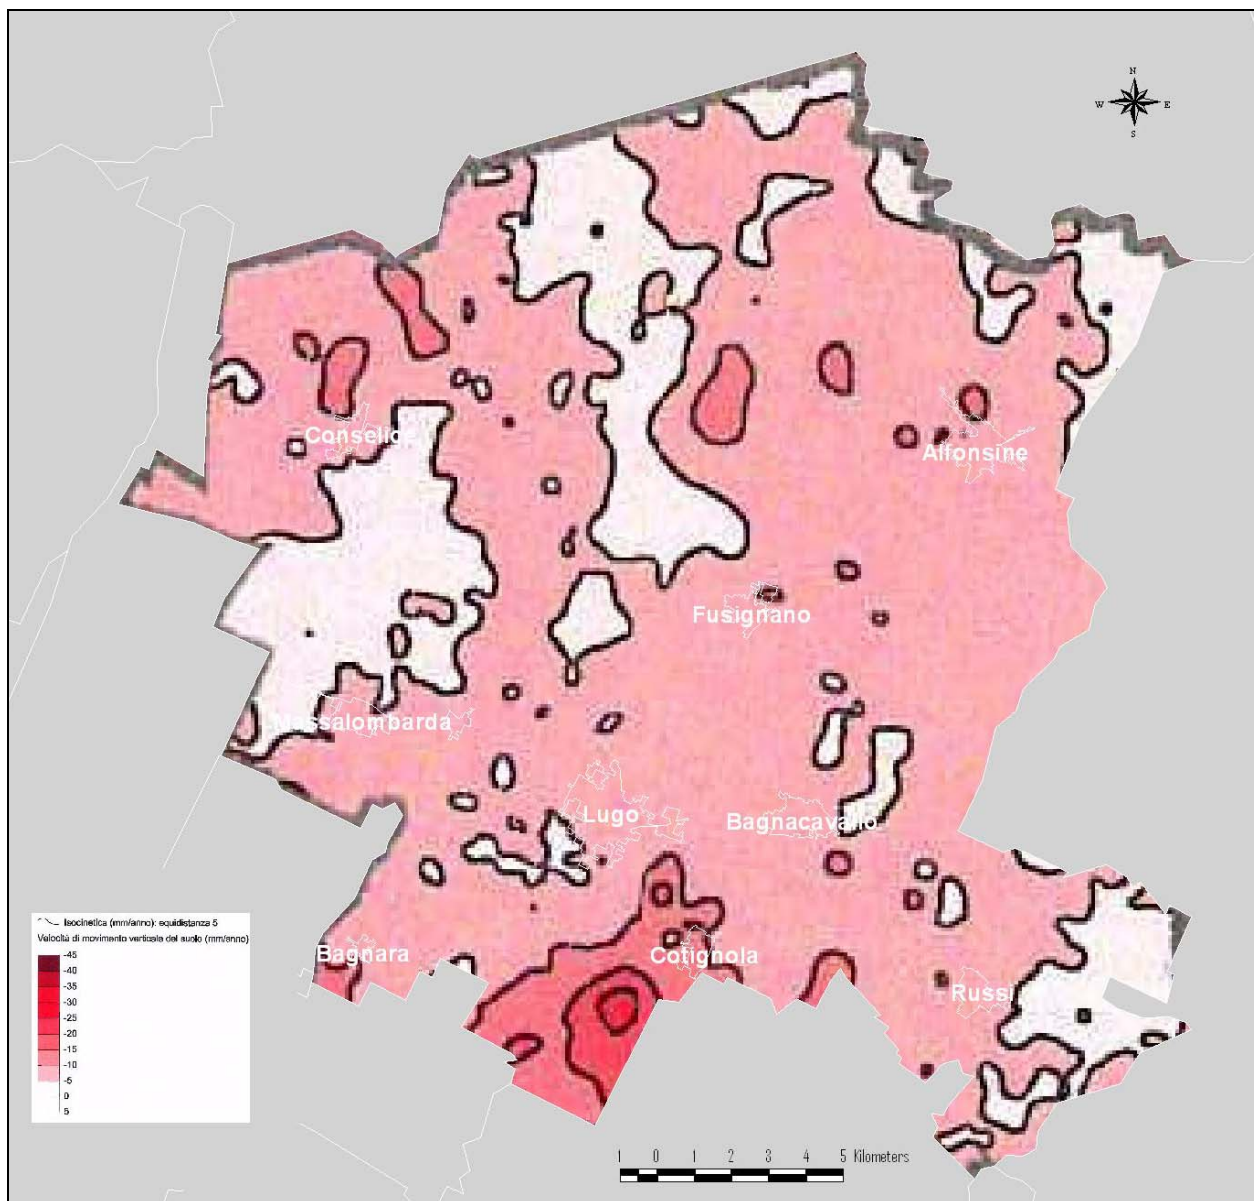 N
W E
S
Conselice
Alfonsine
Fusignano
Massalombarda
Lugo
Bagnacavallo
Bagnara
Cotignola
Russi
Isocinetica (mm/anno): equidistanza 5
Velocità di movimento verticale del suolo (mm/anno)
-45
-40
-35
-30
-25
-20
-15
-10
-5
0
5
1 0 1 2 3 4 5 Kilometers